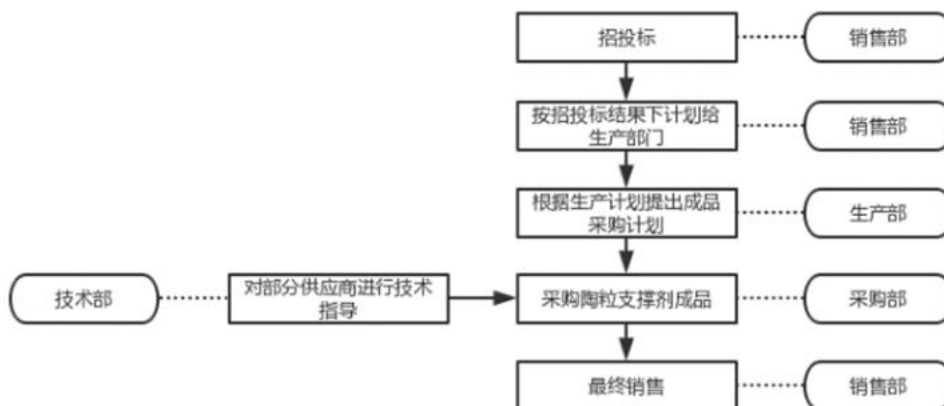 招投标
销售部
按招投标结果下计划给
生产部门
销售部
根据生产计划提出成品
采购计划
生产部
技术部
对部分供应商进行技术
指导
采购陶粒支撑剂成品
采购部
最终销售
销售部